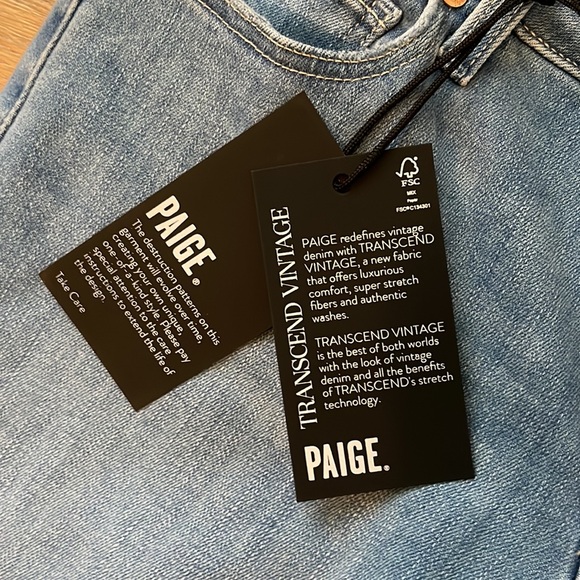 PAIGE®
The destruction patterns on this
garment will evolve over time,
creating your own unique,
one-of-a-kind style. Please pay
special attention to the care
instructions to extend the life of
the design.
Take Care
FSC
MIX
Paper
FSC® C134301
TRANSCEND VINTAGE
PAIGE redefines vintage
denim with TRANSCEND
VINTAGE, a new fabric
that offers luxurious
comfort, super stretch
fibers and authentic
washes.
TRANSCEND VINTAGE
is the best of both worlds
with the look of vintage
denim and all the benefits
of TRANSCEND's stretch
technology.
PAIGE®